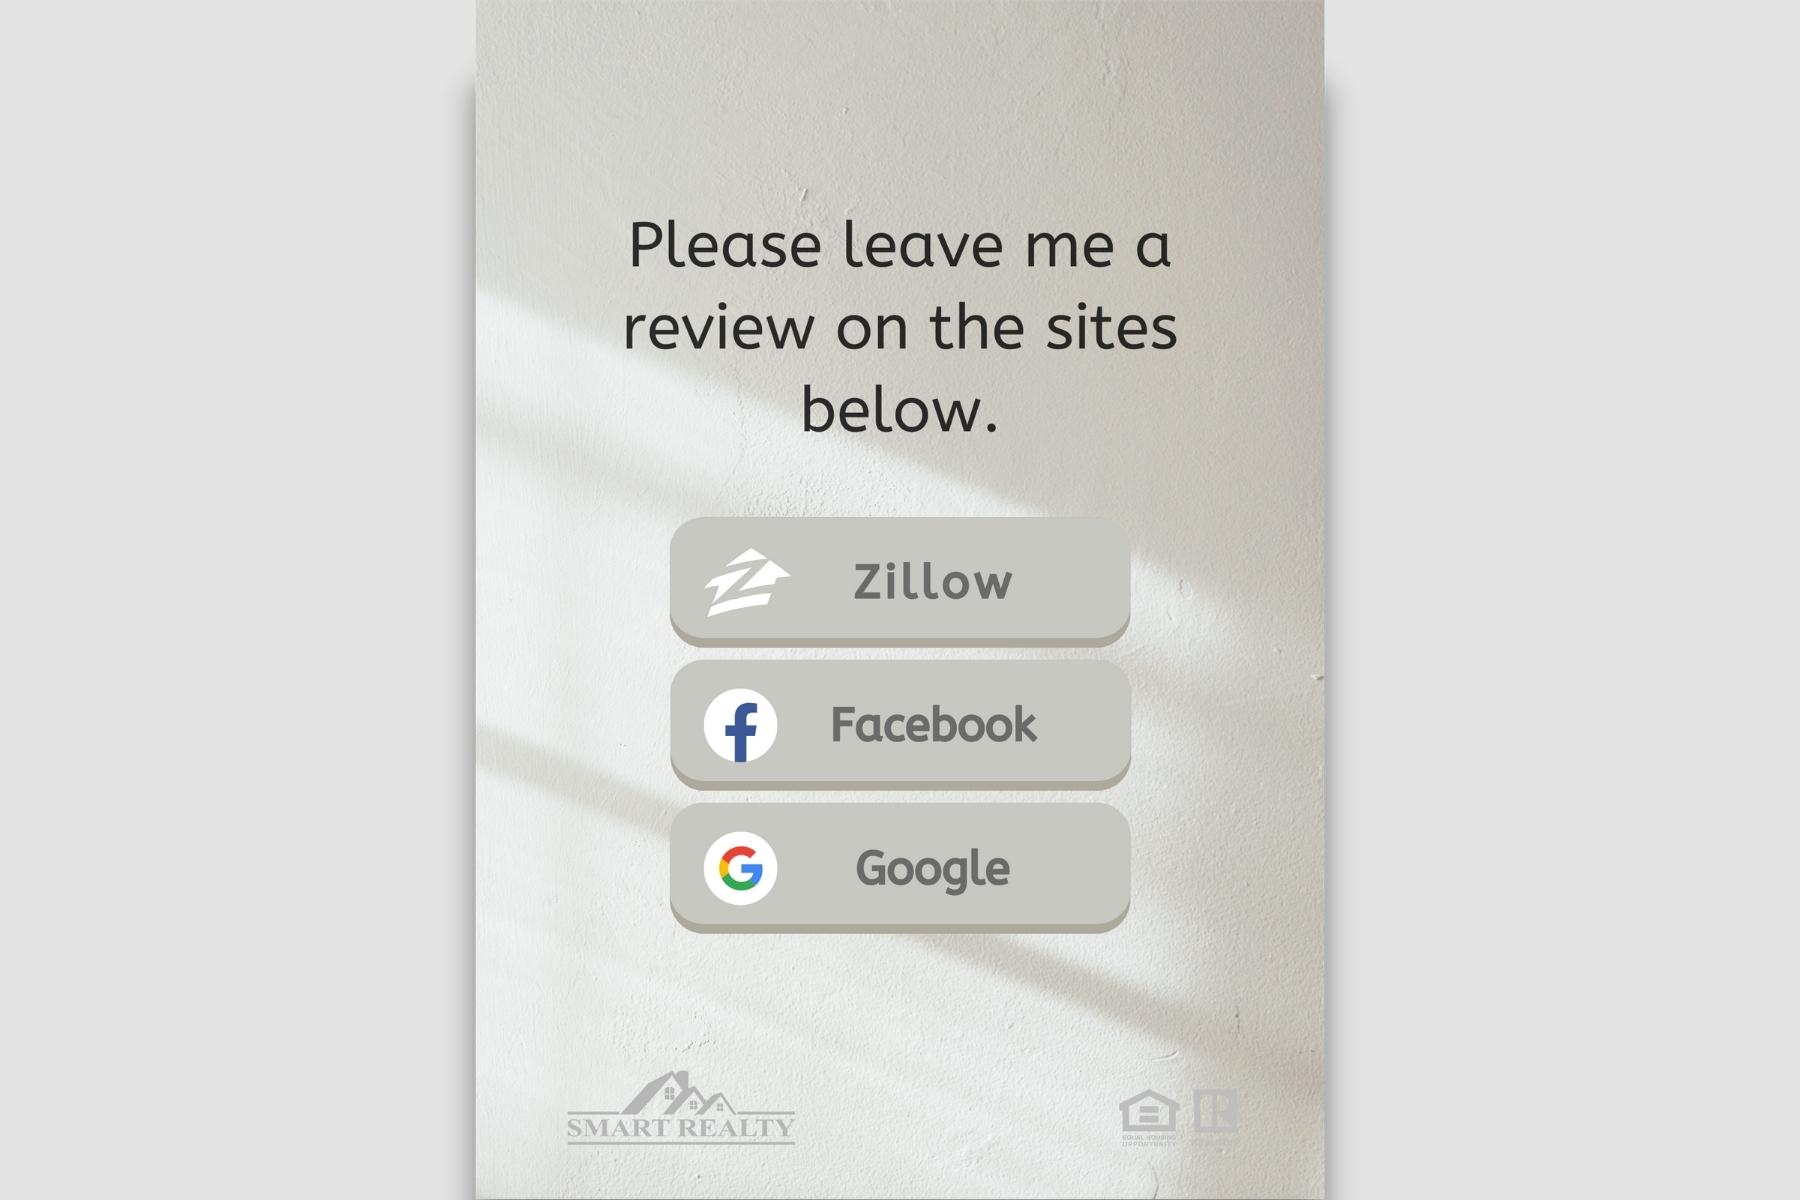 Please leave me a
review on the sites
below.
Zillow
Facebook
Google
SMART REALTY
EQUAL HOUSING
OPPORTUNITY